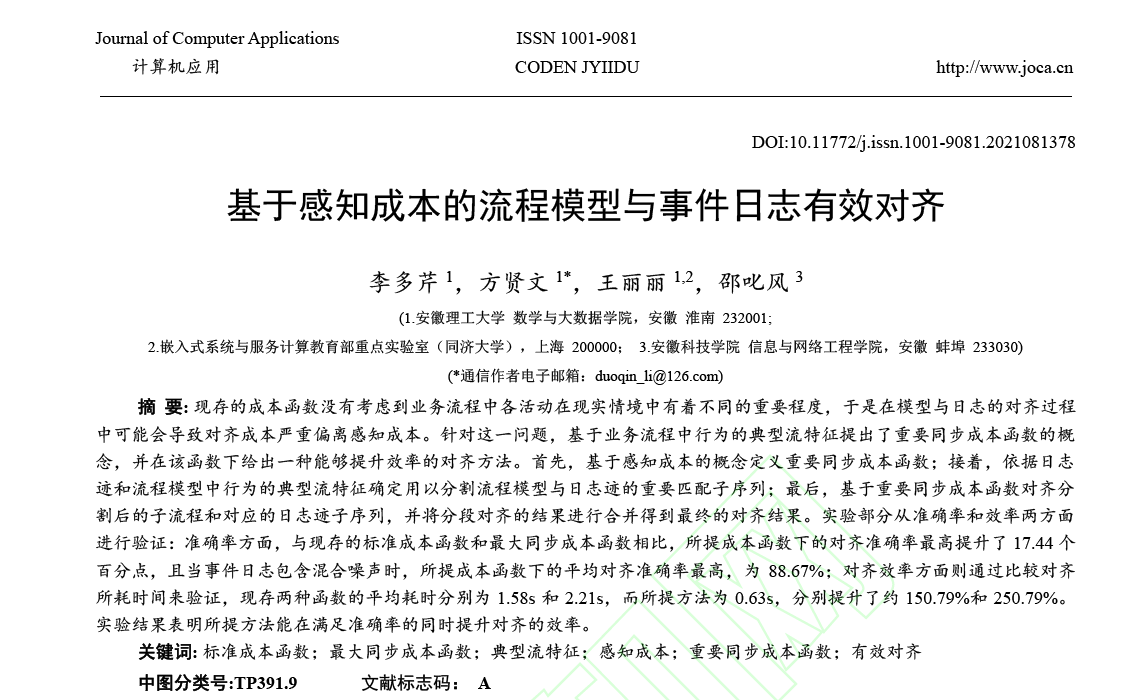 Journal of Computer Applications
ISSN 1001-9081
计算机应用
CODEN JYIIDU
http://www.joca.cn
DOI:10.11772/j.issn.1001-9081.2021081378
基于感知成本的流程模型与事件日志有效对齐
李多芹 1，方贤文 1*，王丽丽 1,2，邵叱风 3
(1.安徽理工大学 数学与大数据学院，安徽 淮南 232001;
2.嵌入式系统与服务计算教育部重点实验室（同济大学），上海 200000； 3.安徽科技学院 信息与网络工程学院，安徽 蚌埠 233030)
(*通信作者电子邮箱：duoqin_li@126.com)
摘 要: 现存的成本函数没有考虑到业务流程中各活动在现实情境中有着不同的重要程度，于是在模型与日志的对齐过程
中可能会导致对齐成本严重偏离感知成本。针对这一问题，基于业务流程中行为的典型流特征提出了重要同步成本函数的概
念，并在该函数下给出一种能够提升效率的对齐方法。首先，基于感知成本的概念定义重要同步成本函数；接着，依据日志
迹和流程模型中行为的典型流特征确定用以分割流程模型与日志迹的重要匹配子序列；最后，基于重要同步成本函数对齐分
割后的子流程和对应的日志迹子序列，并将分段对齐的结果进行合并得到最终的对齐结果。实验部分从准确率和效率两方面
进行验证：准确率方面，与现存的标准成本函数和最大同步成本函数相比，所提成本函数下的对齐准确率最高提升了 17.44 个
百分点，且当事件日志包含混合噪声时，所提成本函数下的平均对齐准确率最高，为 88.67%；对齐效率方面则通过比较对齐
所耗时间来验证，现存两种函数的平均耗时分别为 1.58s 和 2.21s，而所提方法为 0.63s，分别提升了约 150.79%和 250.79%。
实验结果表明所提方法能在满足准确率的同时提升对齐的效率。
关键词: 标准成本函数；最大同步成本函数；典型流特征；感知成本；重要同步成本函数；有效对齐
中图分类号:TP391.9 文献标志码： A